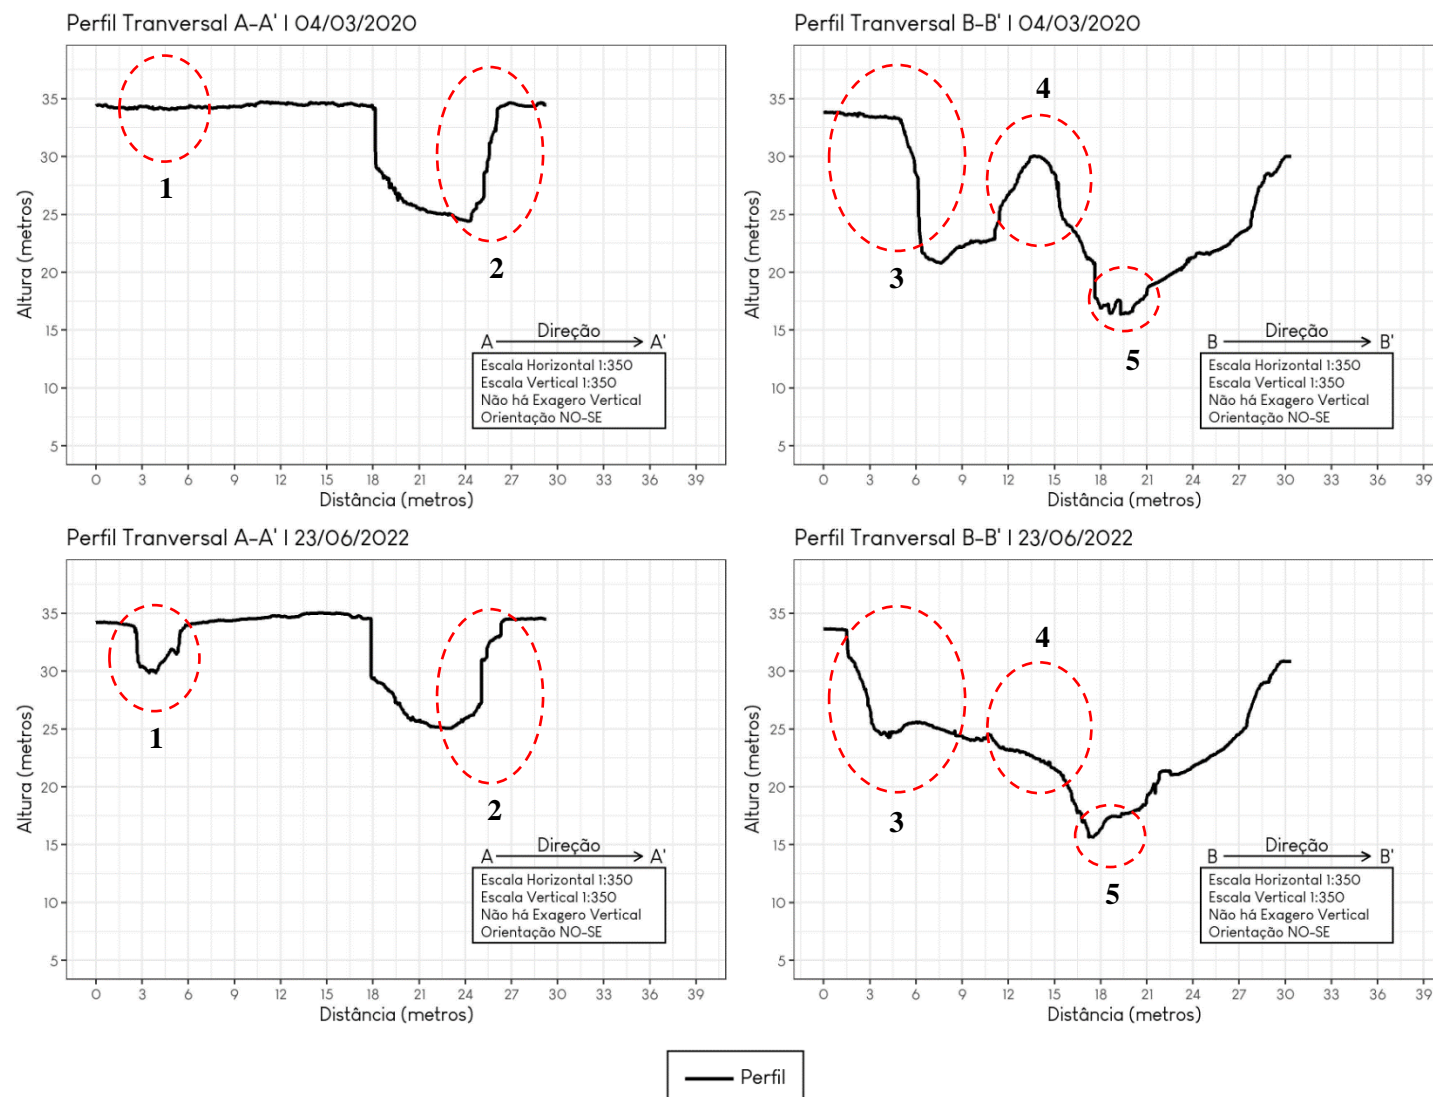 Perfil Tranversal A-A' | 04/03/2020
Altura (metros)
35
30
25
20
15
10
5
1
2
Direção
A A'
Escala Horizontal 1:350
Escala Vertical 1:350
Não há Exagero Vertical
Orientação NO-SE
0 3 6 9 12 15 18 21 24 27 30 33 36 39
Distância (metros)
Perfil Tranversal B-B' | 04/03/2020
Altura (metros)
35
30
25
20
15
10
5
4
3
5
Direção
B B'
Escala Horizontal 1:350
Escala Vertical 1:350
Não há Exagero Vertical
Orientação NO-SE
0 3 6 9 12 15 18 21 24 27 30 33 36 39
Distância (metros)
Perfil Tranversal A-A' | 23/06/2022
Altura (metros)
35
30
25
20
15
10
5
1
2
Direção
A A'
Escala Horizontal 1:350
Escala Vertical 1:350
Não há Exagero Vertical
Orientação NO-SE
0 3 6 9 12 15 18 21 24 27 30 33 36 39
Distância (metros)
Perfil Tranversal B-B' | 23/06/2022
Altura (metros)
35
30
25
20
15
10
5
4
3
5
Direção
B B'
Escala Horizontal 1:350
Escala Vertical 1:350
Não há Exagero Vertical
Orientação NO-SE
0 3 6 9 12 15 18 21 24 27 30 33 36 39
Distância (metros)
Perfil